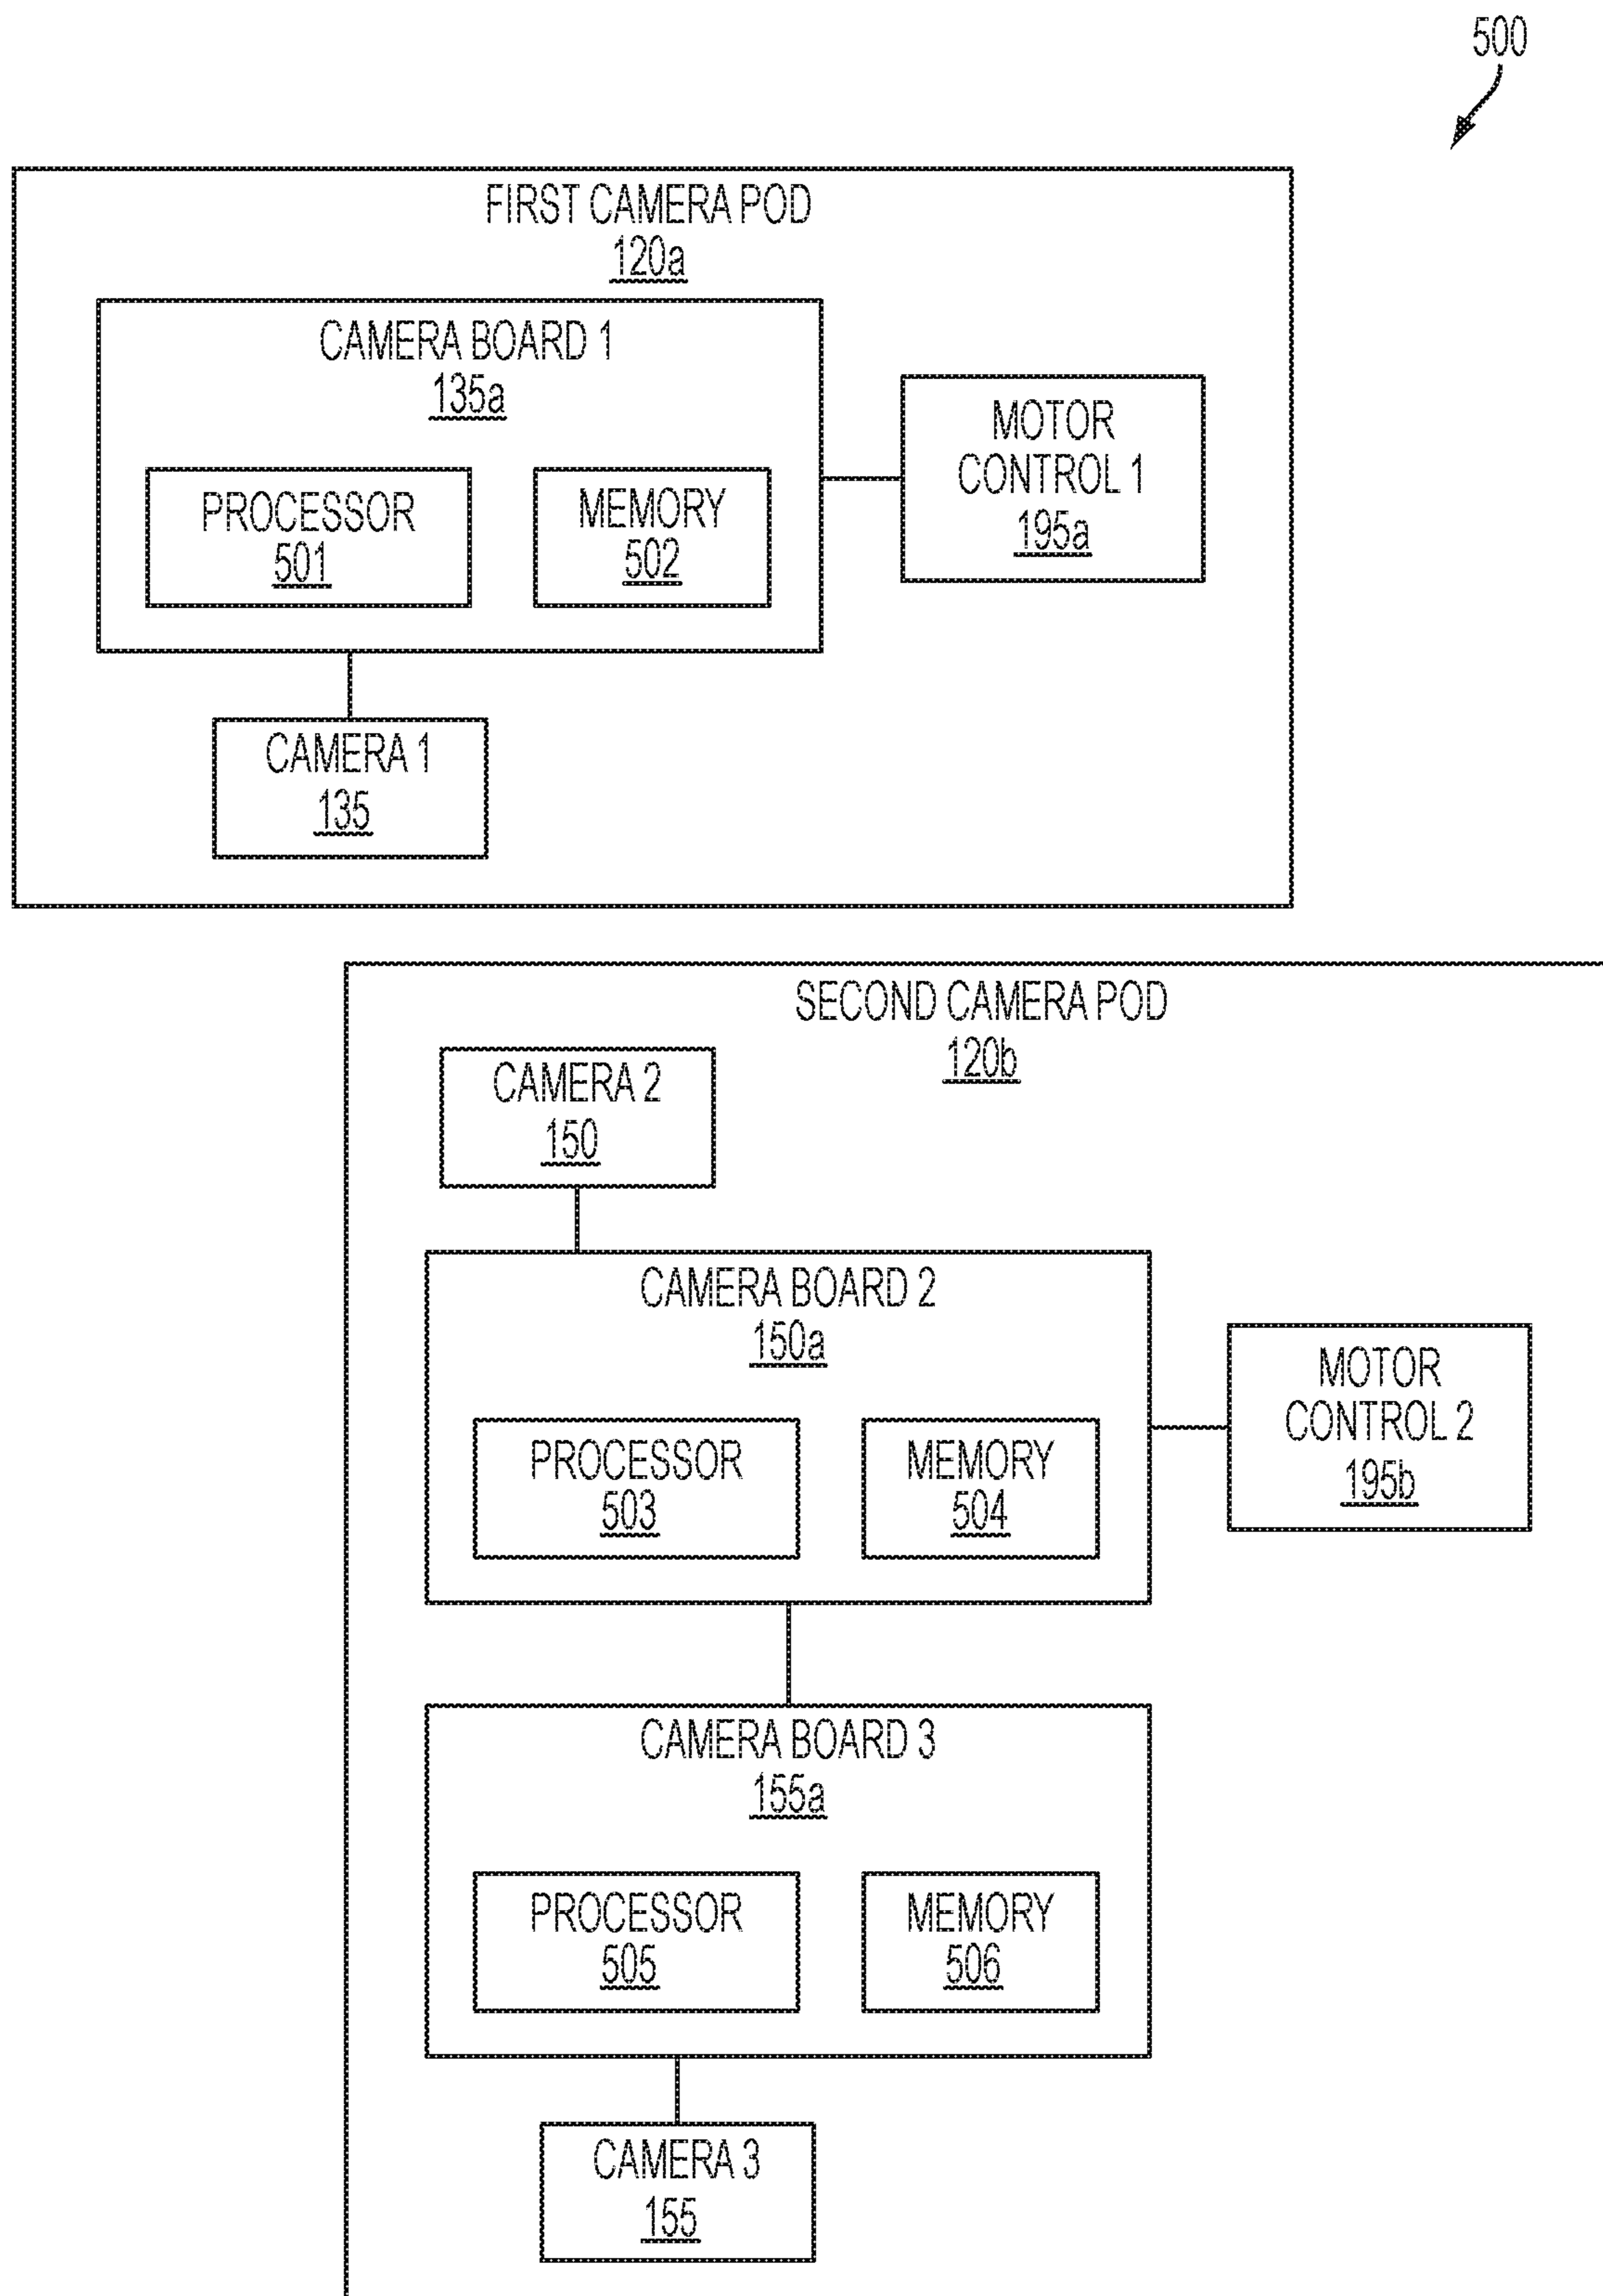 500
FIRST CAMERA POD
120a
CAMERA BOARD 1
135a
PROCESSOR
501
MEMORY
502
MOTOR
CONTROL 1
195a
CAMERA 1
135
SECOND CAMERA POD
120b
CAMERA 2
150
CAMERA BOARD 2
150a
PROCESSOR
503
MEMORY
504
MOTOR
CONTROL 2
195b
CAMERA BOARD 3
155a
PROCESSOR
505
MEMORY
506
CAMERA 3
155